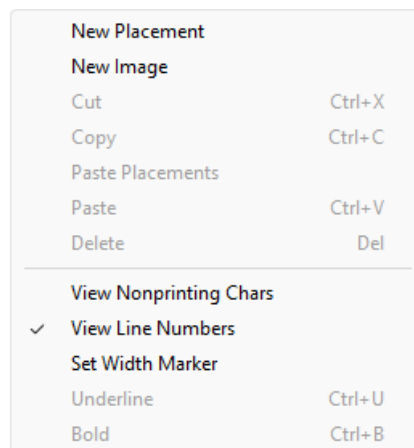 New Placement
New Image
Cut Ctrl+X
Copy Ctrl+C
Paste Placements
Paste Ctrl+V
Delete Del
View Nonprinting Chars
View Line Numbers
Set Width Marker
Underline Ctrl+U
Bold Ctrl+B